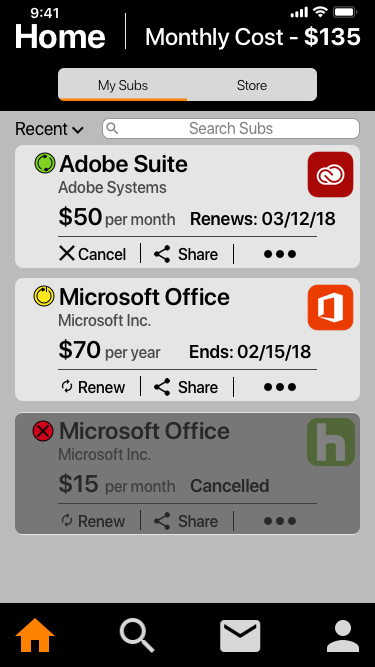 9:41
Home Monthly Cost - $135
My Subs Store
Recent Search Subs
Adobe Suite
Adobe Systems
$50 per month Renews: 03/12/18
Cancel Share
Microsoft Office
Microsoft Inc.
$70 per year Ends: 02/15/18
Renew Share
Microsoft Office
Microsoft Inc.
$15 per month Cancelled
Renew Share
h